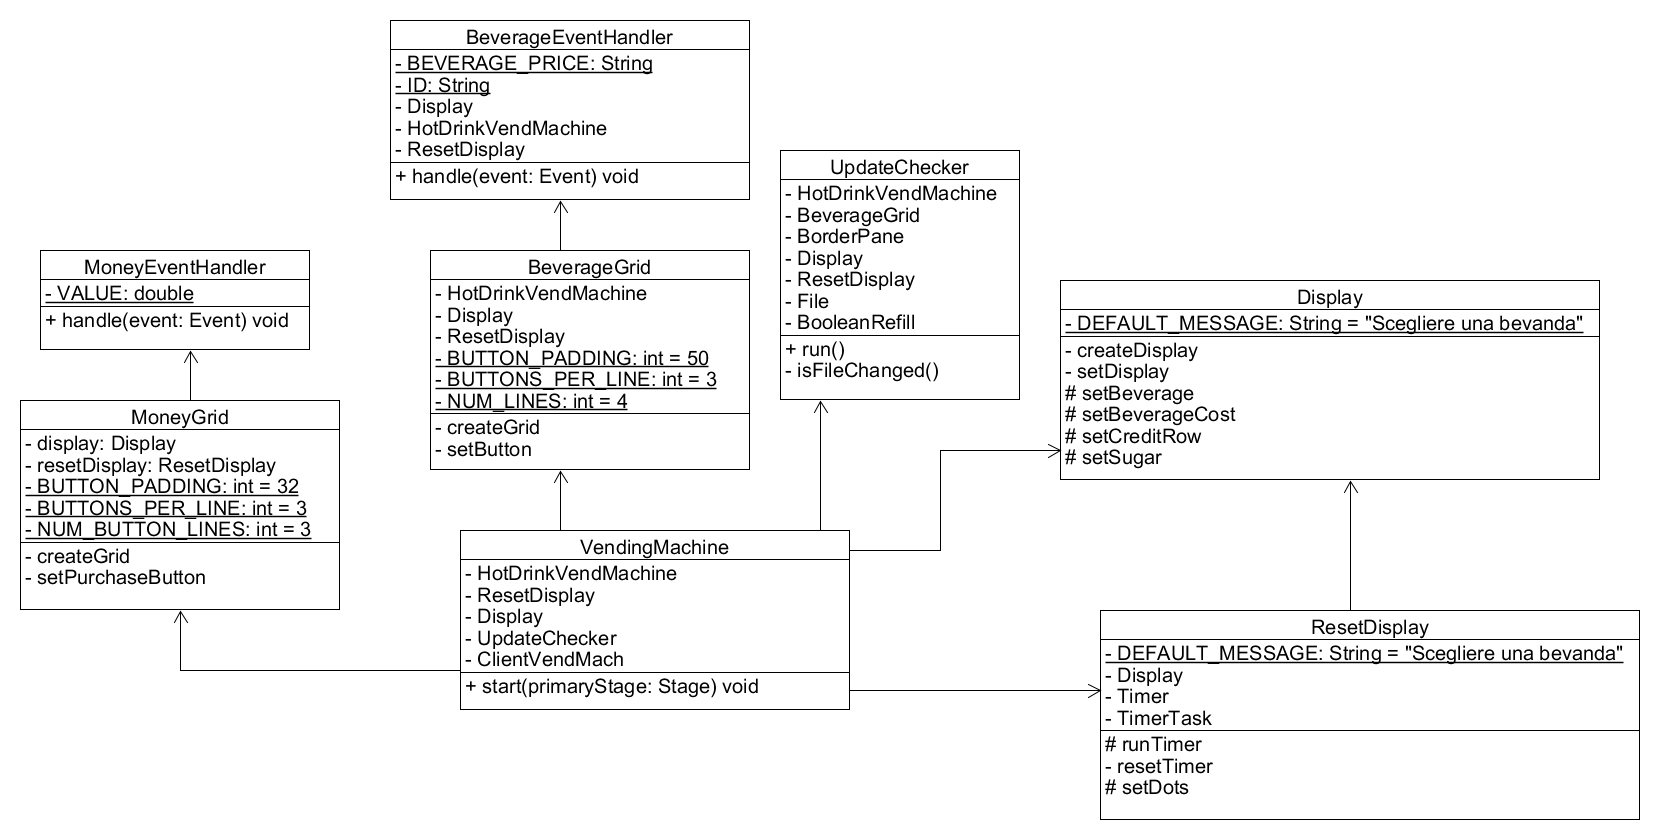 BeverageEventHandler
- BEVERAGE_PRICE: String
- ID: String
- Display
- HotDrinkVendMachine
- ResetDisplay
+ handle(event: Event) void
UpdateChecker
- HotDrinkVendMachine
- BeverageGrid
- BorderPane
- Display
- ResetDisplay
- File
- BooleanRefill
+ run()
- isFileChanged()
MoneyEventHandler
- VALUE: double
+ handle(event: Event) void
BeverageGrid
- HotDrinkVendMachine
- Display
- ResetDisplay
- BUTTON_PADDING: int = 50
- BUTTONS_PER_LINE: int = 3
- NUM_LINES: int = 4
- createGrid
- setButton
Display
- DEFAULT_MESSAGE: String = "Scegliere una bevanda"
- createDisplay
- setDisplay
# setBeverage
# setBeverageCost
# setCreditRow
# setSugar
MoneyGrid
- display: Display
- resetDisplay: ResetDisplay
- BUTTON_PADDING: int = 32
- BUTTONS_PER_LINE: int = 3
- NUM_BUTTON_LINES: int = 3
- createGrid
- setPurchaseButton
VendingMachine
- HotDrinkVendMachine
- ResetDisplay
- Display
- UpdateChecker
- ClientVendMach
+ start(primaryStage: Stage) void
ResetDisplay
- DEFAULT_MESSAGE: String = "Scegliere una bevanda"
- Display
- Timer
- TimerTask
# runTimer
- resetTimer
# setDots